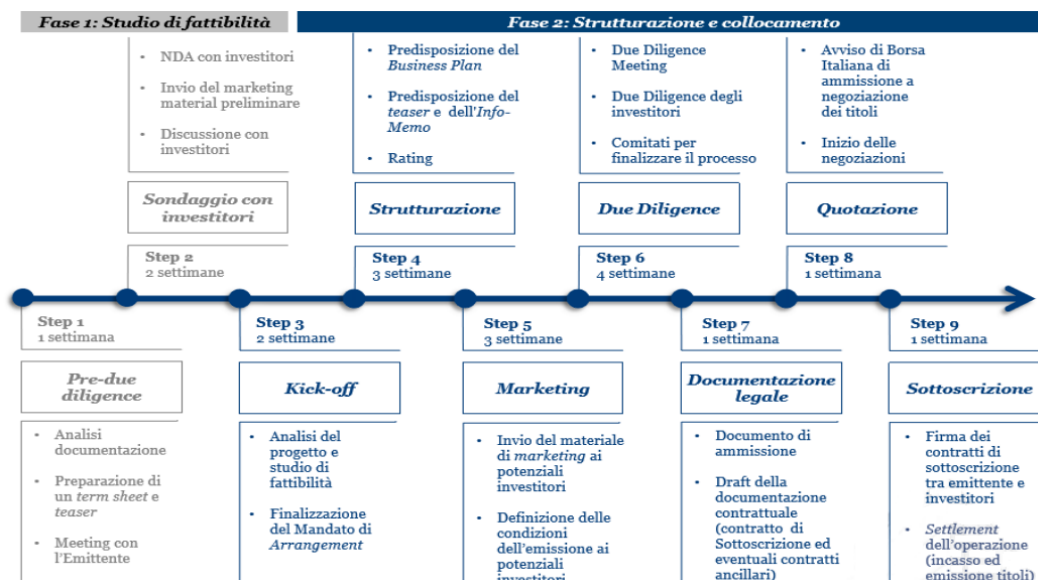 Fase 1: Studio di fattibilità
Fase 2: Strutturazione e collocamento
• NDA con investitori
• Invio del marketing
material preliminare
• Discussione con
investitori
• Predisposizione del
Business Plan
• Predisposizione del
teaser e dell'Info-
Memo
• Rating
• Due Diligence
Meeting
• Due Diligence degli
investitori
• Comitati per
finalizzare il processo
• Avviso di Borsa
Italiana di
ammissione a
negoziazione
dei titoli
• Inizio delle
negoziazioni
Sondaggio con
investitori
Strutturazione
Due Diligence
Quotazione
Step 2
2 settimane
Step 4
3 settimane
Step 6
4 settimane
Step 8
1 settimana
Step 1
1 settimana
Step 3
2 settimane
Step 5
3 settimane
Step 7
1 settimana
Step 9
1 settimana
Pre-due
diligence
Kick-off
Marketing
Documentazione
legale
Sottoscrizione
• Analisi
documentazione
• Preparazione di
un term sheet e
teaser
• Meeting con
l'Emittente
• Analisi del
progetto e
studio di
fattibilità
• Finalizzazione
del Mandato di
Arrangement
• Invio del materiale
di marketing ai
potenziali
investitori
• Definizione delle
condizioni
dell'emissione ai
potenziali
investitori
• Documento di
ammissione
• Draft della
documentazione
contrattuale
(contratto di
Sottoscrizione ed
eventuali contratti
ancillari)
• Firma dei
contratti di
sottoscrizione
tra emittente e
investitori
• Settlement
dell'operazione
(incasso ed
emissione titoli)